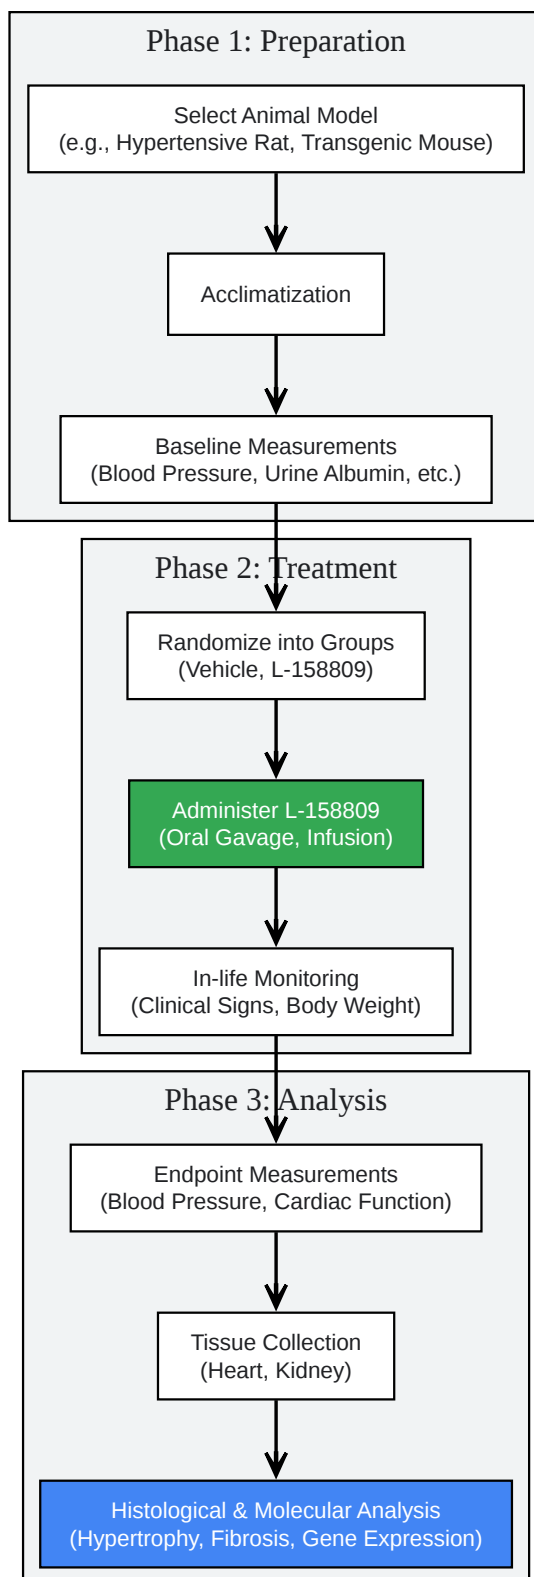 Phase 1: Preparation
Select Animal Model
(e.g., Hypertensive Rat, Transgenic Mouse)
Acclimatization
Baseline Measurements
(Blood Pressure, Urine Albumin, etc.)
Phase 2: Treatment
Randomize into Groups
(Vehicle, L-158809)
Administer L-158809
(Oral Gavage, Infusion)
In-life Monitoring
(Clinical Signs, Body Weight)
Phase 3: Analysis
Endpoint Measurements
(Blood Pressure, Cardiac Function)
Tissue Collection
(Heart, Kidney)
Histological & Molecular Analysis
(Hypertrophy, Fibrosis, Gene Expression)